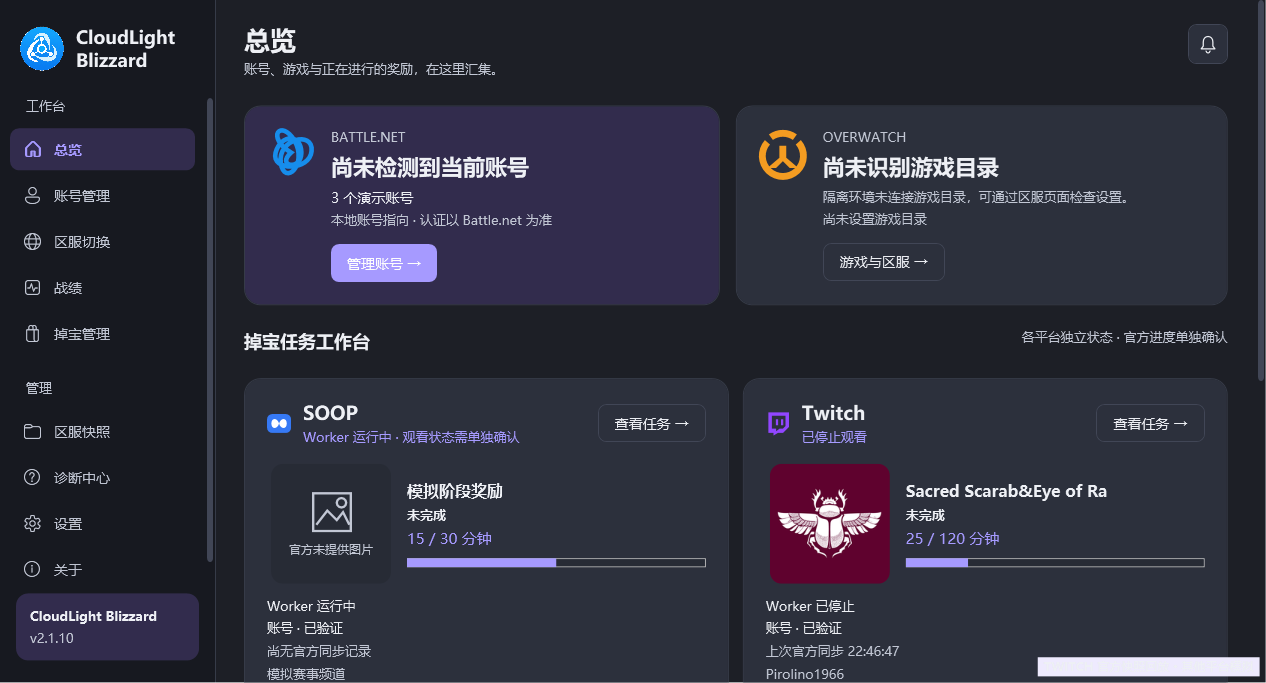 CloudLight
Blizzard
工作台
总览
账号管理
区服切换
战绩
掉宝管理
管理
区服快照
诊断中心
设置
关于
CloudLight Blizzard
v2.1.10
总览
账号、游戏与正在进行的奖励，在这里汇集。
BATTLE.NET
尚未检测到当前账号
3 个演示账号
本地账号指向 · 认证以 Battle.net 为准
管理账号 →
OVERWATCH
尚未识别游戏目录
隔离环境未连接游戏目录，可通过区服页面检查设置。
尚未设置游戏目录
游戏与区服 →
掉宝任务工作台
各平台独立状态 · 官方进度单独确认
SOOP
Worker 运行中 · 观看状态需单独确认
查看任务 →
官方未提供图片
模拟阶段奖励
未完成
15 / 30 分钟
Worker 运行中
账号 · 已验证
尚无官方同步记录
模拟赛事频道
Twitch
已停止观看
查看任务 →
Sacred Scarab&Eye of Ra
未完成
25 / 120 分钟
Worker 已停止
账号 · 已验证
上次官方同步 22:46:47
Pirolino1966